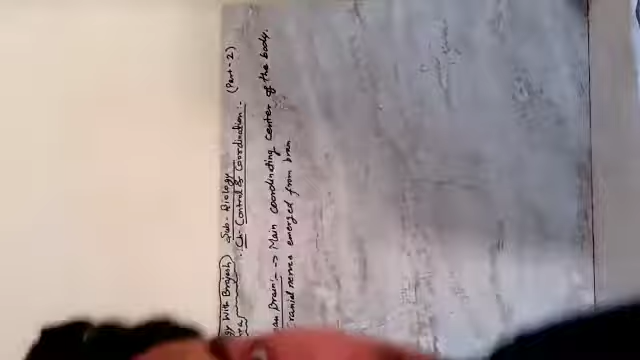 gy with Brajesh Sub - Biology
Ch- Control & Coordination:- (Part-2)
an Brain:- → Main coordinating center of the body.
Cranial nerves emerged from brain